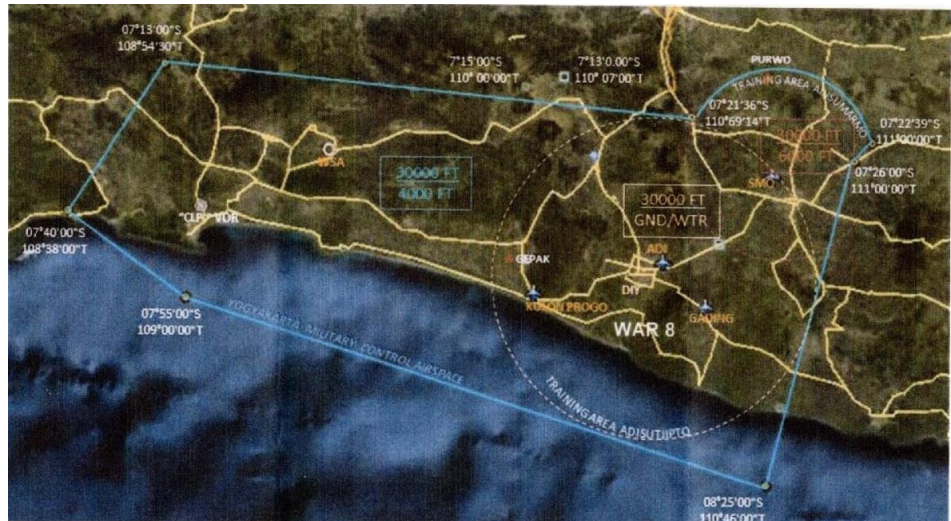 07°13'00"S
108°54'30"T
7°15'00"S
110° 00'00"T
7°13'0.00"S
110° 07'00"T
PURWO
TRAINING AREA ADI SUMARMO
07°21'36"S
110°69'14"T
07°22'39"S
111°00'00"T
30000 FT
6000 FT
07°26'00"S
111°00'00"T
WSA
30000 FT
4000 FT
SMO
30000 FT
GND/WTR
"CLP" VOR
07°40'00"S
108°38'00"T
GEPAK
ADI
DIY
KULON PROGO
GADING
WAR 8
07°55'00"S
109°00'00"T
YOGYAKARTA MILITARY CONTROL AIRSPACE
TRAINING AREA ADISUTJIPTO
08°25'00"S
110°46'00"T